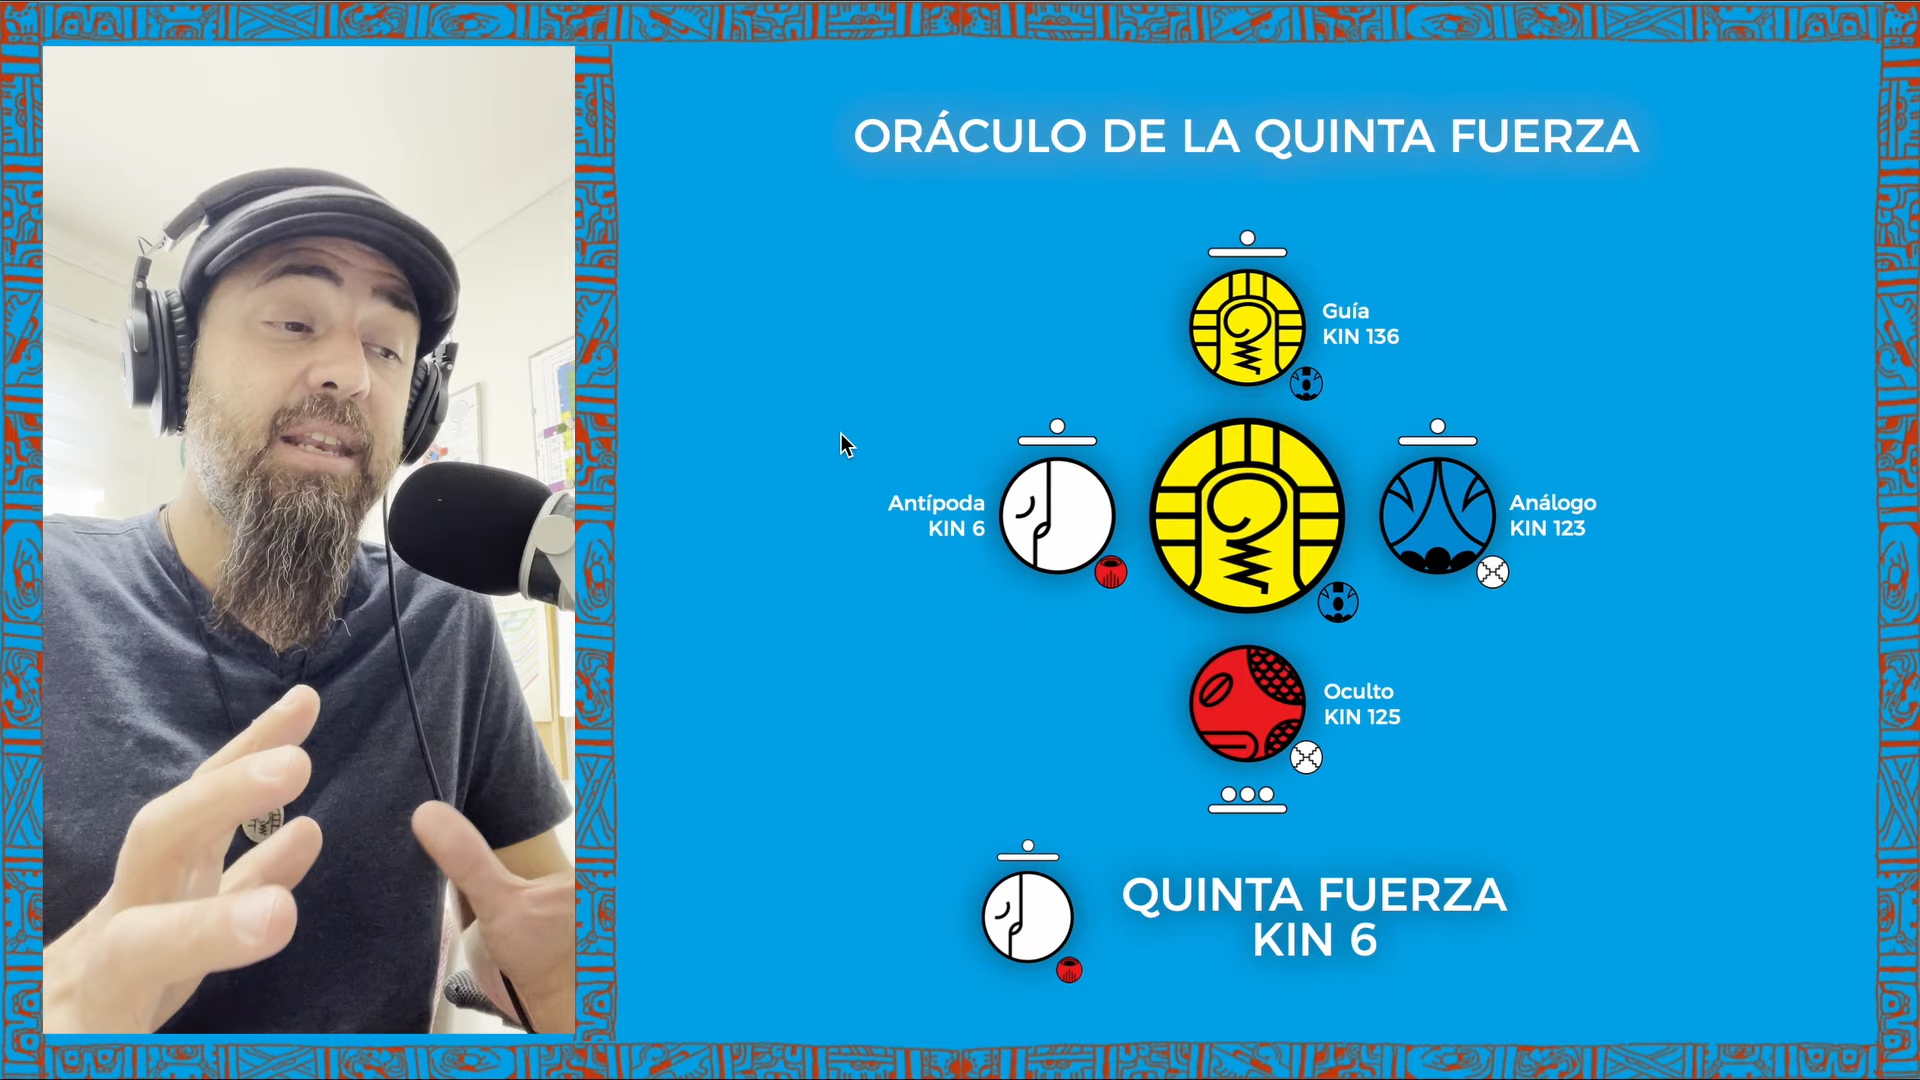 ORÁCULO DE LA QUINTA FUERZA
Guía
KIN 136
Antípoda
KIN 6
Análogo
KIN 123
Oculto
KIN 125
QUINTA FUERZA
KIN 6